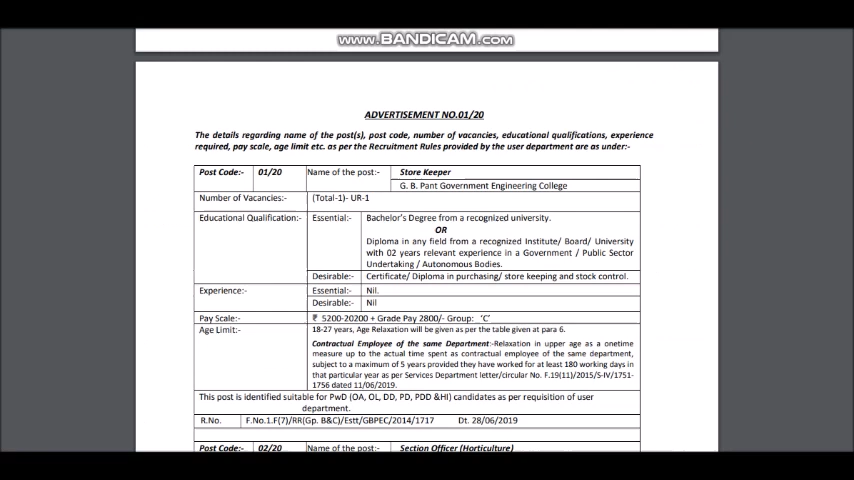 www.BANDICAM.com
ADVERTISEMENT NO.01/20
The details regarding name of the post(s), post code, number of vacancies, educational qualifications, experience
required, pay scale, age limit etc. as per the Recruitment Rules provided by the user department are as under:-
Post Code:- 01/20 Name of the post:- Store Keeper
G. B. Pant Government Engineering College
Number of Vacancies:- (Total-1)- UR-1
Educational Qualification:- Essential:- Bachelor's Degree from a recognized university.
OR
Diploma in any field from a recognized Institute/ Board/ University
with 02 years relevant experience in a Government / Public Sector
Undertaking / Autonomous Bodies.
Desirable:- Certificate/ Diploma in purchasing/ store keeping and stock control.
Experience:- Essential:- Nil.
Desirable:- Nil
Pay Scale:- ₹ 5200-20200 + Grade Pay 2800/- Group: 'C'
Age Limit:- 18-27 years, Age Relaxation will be given as per the table given at para 6.
Contractual Employee of the same Department:-Relaxation in upper age as a onetime
measure up to the actual time spent as contractual employee of the same department,
subject to a maximum of 5 years provided they have worked for at least 180 working days in
that particular year as per Services Department letter/circular No. F.19(11)/2015/S-IV/1751-
1756 dated 11/06/2019.
This post is identified suitable for PwD (OA, OL, DD, PD, PDD &HI) candidates as per requisition of user
department.
R.No. F.No.1.F(7)/RR(Gp. B&C)/Estt/GBPEC/2014/1717 Dt. 28/06/2019
Post Code:- 02/20 Name of the post:- Section Officer (Horticulture)